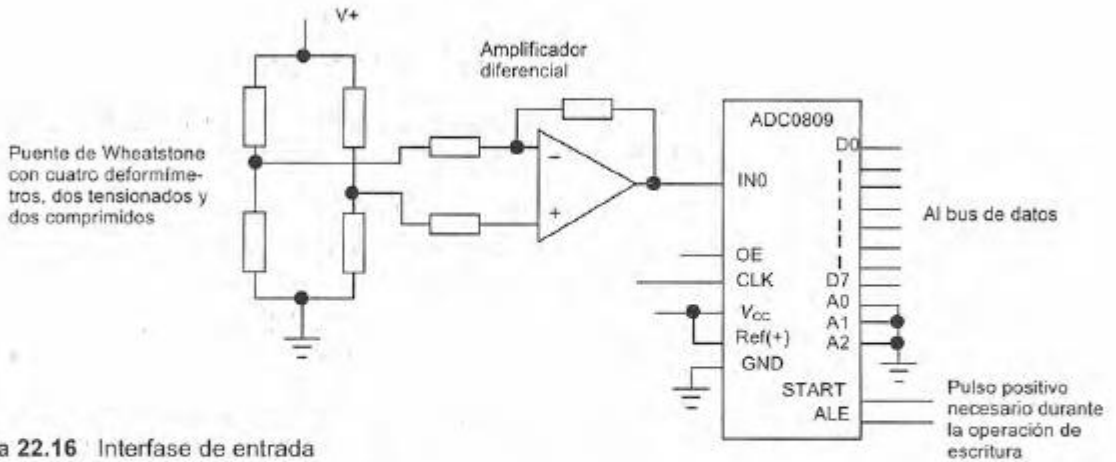 V+
Amplificador
diferencial
Puente de Wheatstone
con cuatro deformíme-
tros, dos tensionados y
dos comprimidos
−
+
ADC0809
D0
IN0
Al bus de datos
OE
CLK
D7
A0
VCC
A1
Ref(+)
A2
GND
START
ALE
Pulso positivo
necesario durante
la operación de
escritura
a 22.16 Interfase de entrada